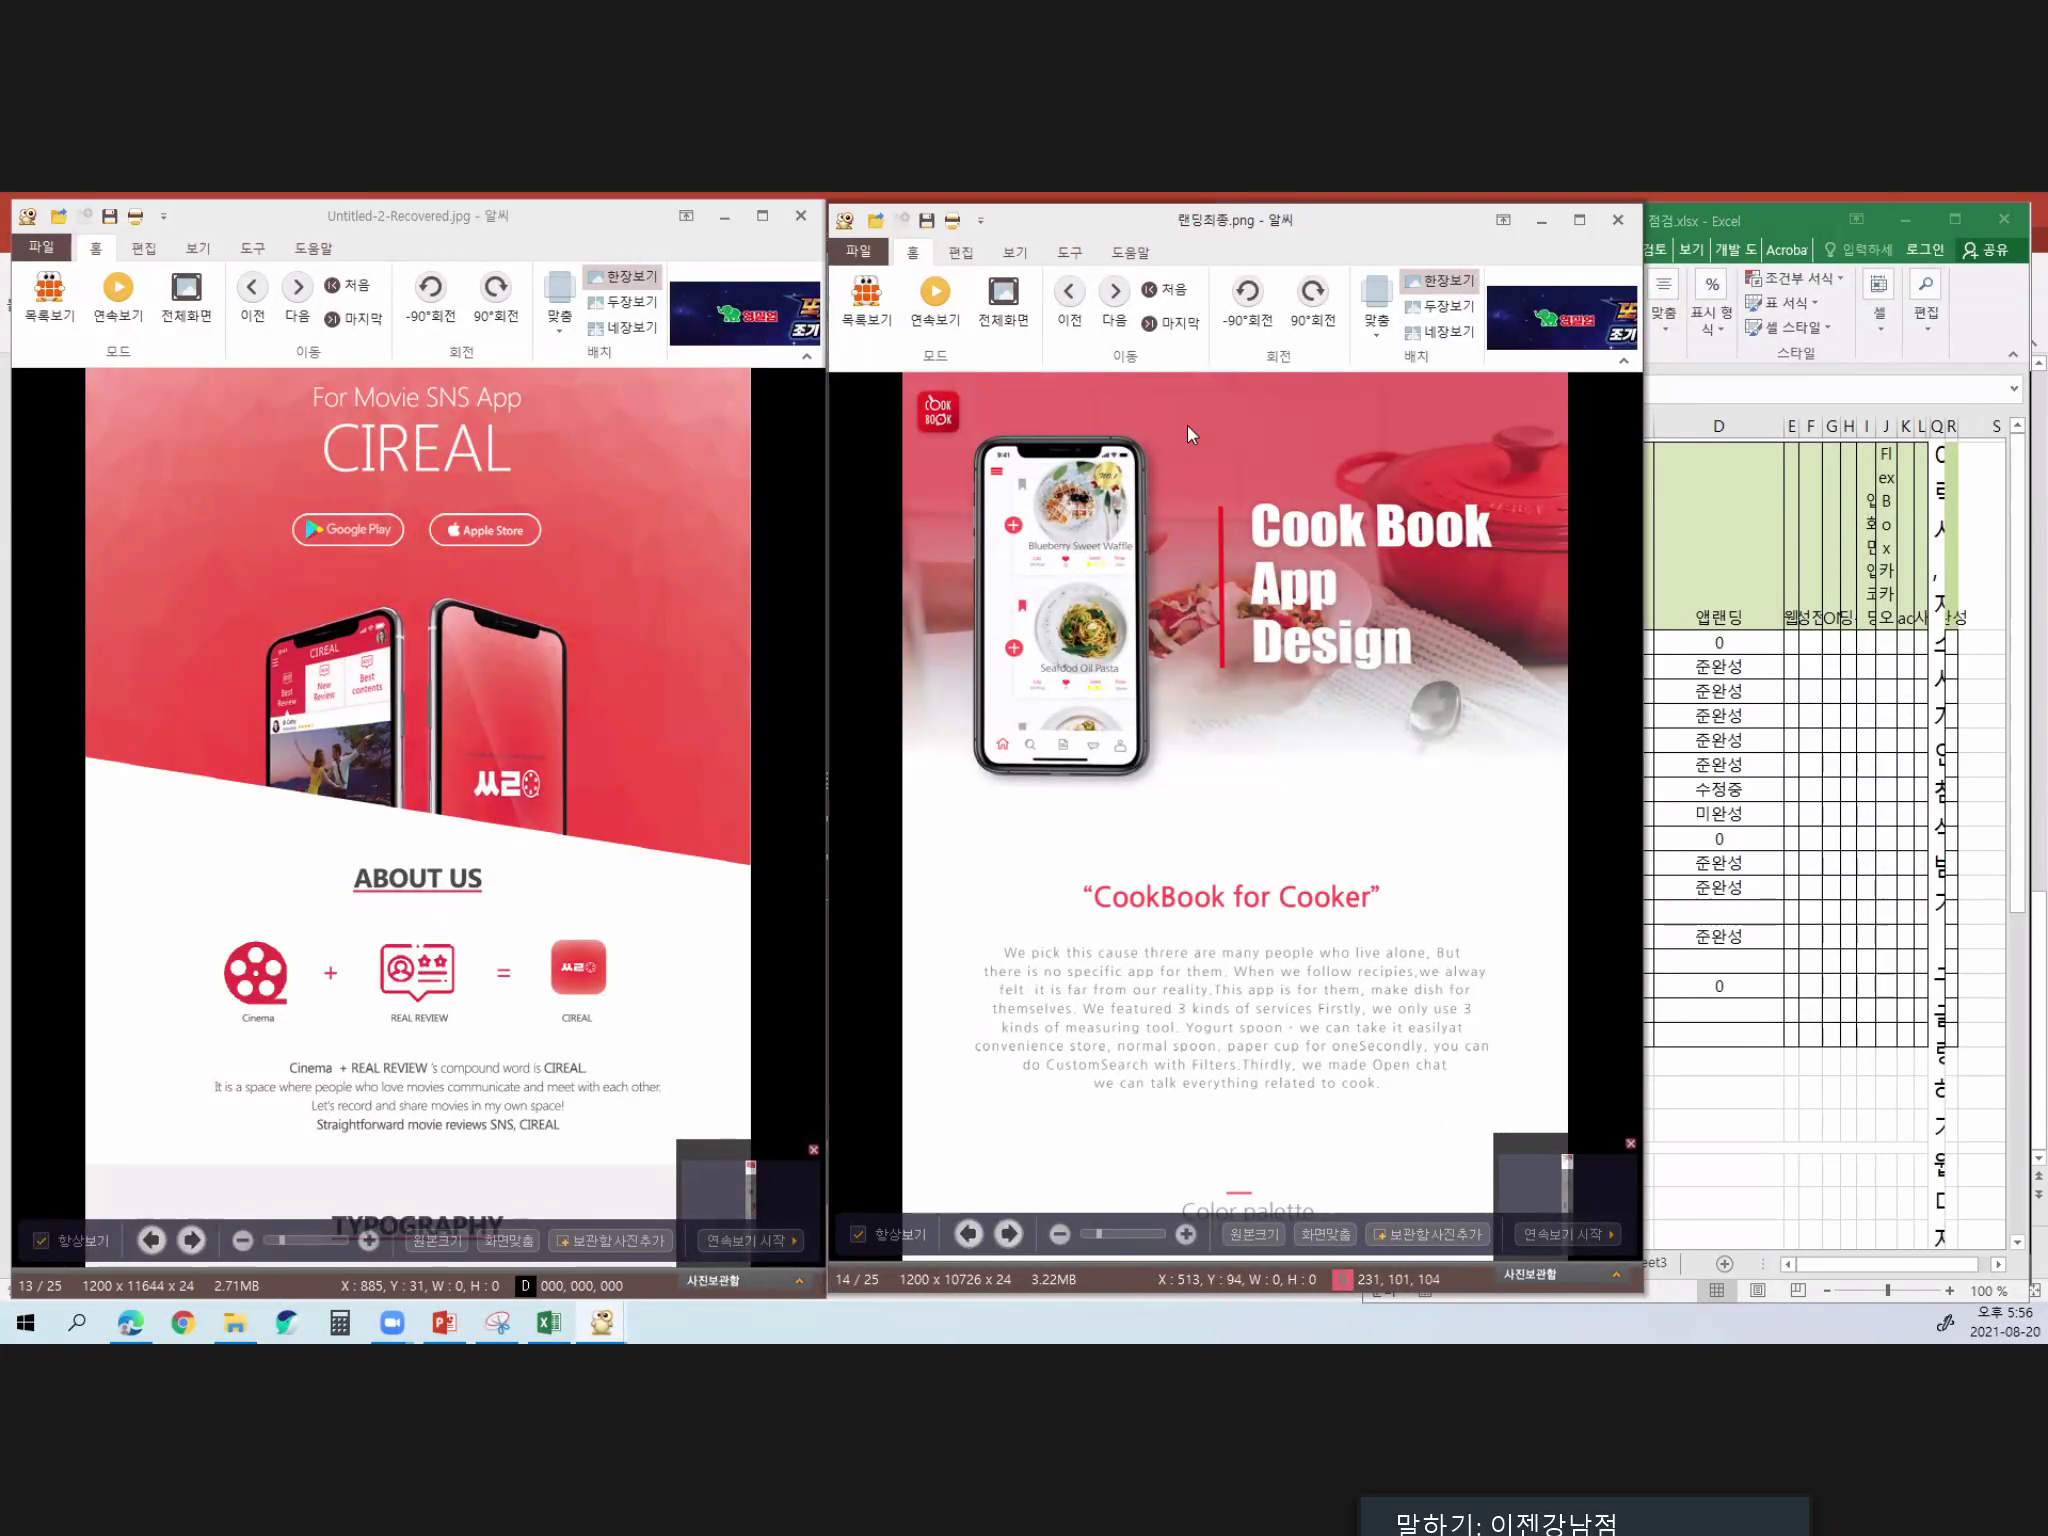 Untitled-2-Recovered.jpg - 알씨
파일
홈
편집
보기
도구
도움말
목록보기
연속보기
전체화면
이전
다음
처음
마지막
-90°회전
90°회전
맞춤
한장보기
두장보기
네장보기
모드
이동
회전
배치
For Movie SNS App
CIREAL
Google Play
Apple Store
CIREAL
Best Review
New Review
Best contents
씨리얼
ABOUT US
+
=
Cinema
REAL REVIEW
CIREAL
Cinema + REAL REVIEW 's compound word is CIREAL.
It is a space where people who love movies communicate and meet with each other.
Let's record and share movies in my own space!
Straightforward movie reviews SNS, CIREAL
TYPOGRAPHY
항상보기
원본크기
화면맞춤
보관함 사진추가
연속보기 시작
13 / 25
1200 x 11644 x 24
2.71MB
X : 885, Y : 31, W : 0, H : 0
D
000, 000, 000
사진보관함
랜딩최종.png - 알씨
파일
홈
편집
보기
도구
도움말
목록보기
연속보기
전체화면
이전
다음
처음
마지막
-90°회전
90°회전
맞춤
한장보기
두장보기
네장보기
모드
이동
회전
배치
COOK BOOK
9:41
Blueberry Sweet Waffle
Seafdod Oil Pasta
Cook Book
App
Design
“CookBook for Cooker”
We pick this cause threre are many people who live alone, But
there is no specific app for them. When we follow recipies,we alway
felt it is far from our reality.This app is for them, make dish for
themselves. We featured 3 kinds of services Firstly, we only use 3
kinds of measuring tool. Yogurt spoon - we can take it easilyat
convenience store, normal spoon, paper cup for oneSecondly, you can
do CustomSearch with Filters.Thirdly, we made Open chat
we can talk everything related to cook.
Color palette
항상보기
원본크기
화면맞춤
보관함 사진추가
연속보기 시작
14 / 25
1200 x 10726 x 24
3.22MB
X : 513, Y : 94, W : 0, H : 0
231, 101, 104
사진보관함
점검.xlsx - Excel
검토
보기
개발 도
Acroba
입력하세
로그인
공유
맞춤
%
표시 형식
조건부 서식
표 서식
셀 스타일
스타일
셀
편집
D E F G H I J K L Q R S
앱랜딩
0
준완성
준완성
준완성
준완성
준완성
수정중
미완성
0
준완성
준완성
준완성
0
eet3
100 %
오후 5:56
2021-08-20
말하기: 이젠강남점